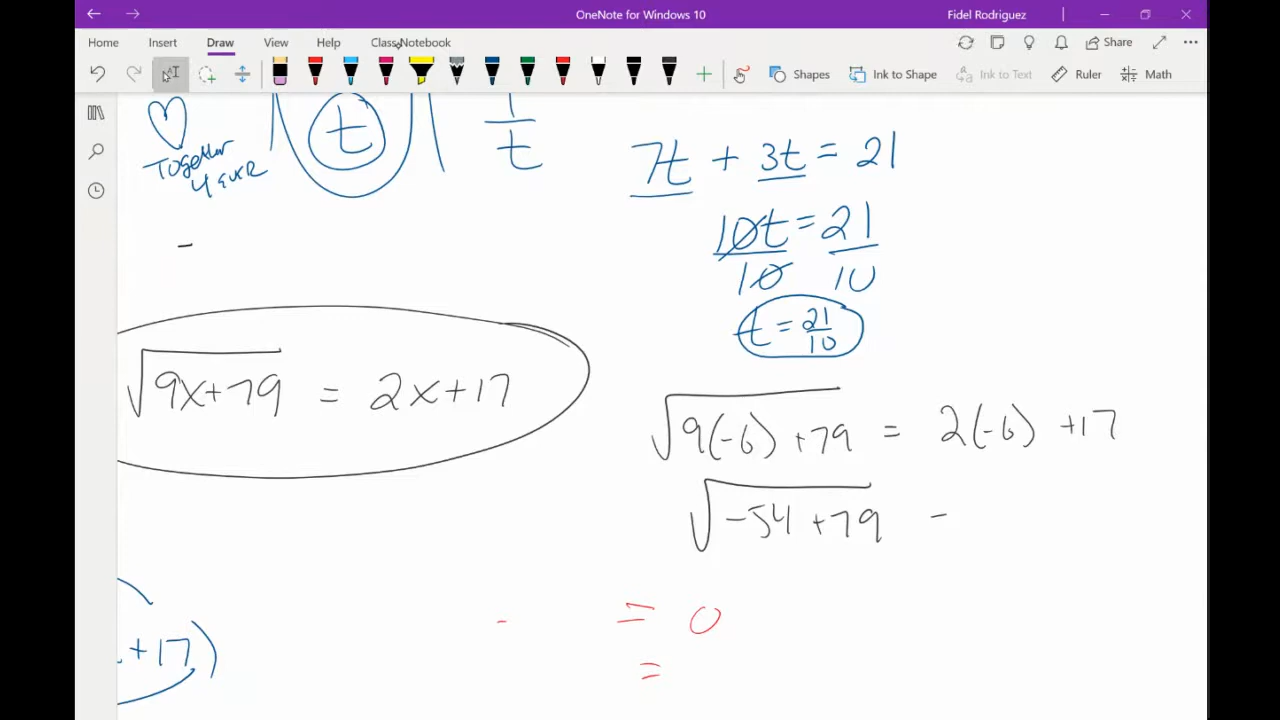 OneNote for Windows 10
Fidel Rodriguez
Home Insert Draw View Help Class Notebook
Share
Shapes Ink to Shape Ink to Text Ruler Math
t
1
t
Together
4 ever
7t + 3t = 21
10t = 21
10 10
t = 21/10
-
√9x+79 = 2x+17
√9(-6) +79 = 2(-6) +17
√-54 +79 -
= 0
+17)
- =